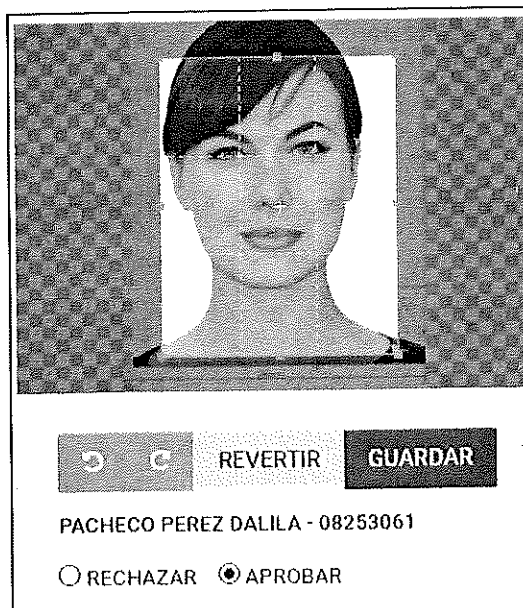 REVERTIR GUARDAR
PACHECO PEREZ DALILA - 08253061
RECHAZAR APROBAR